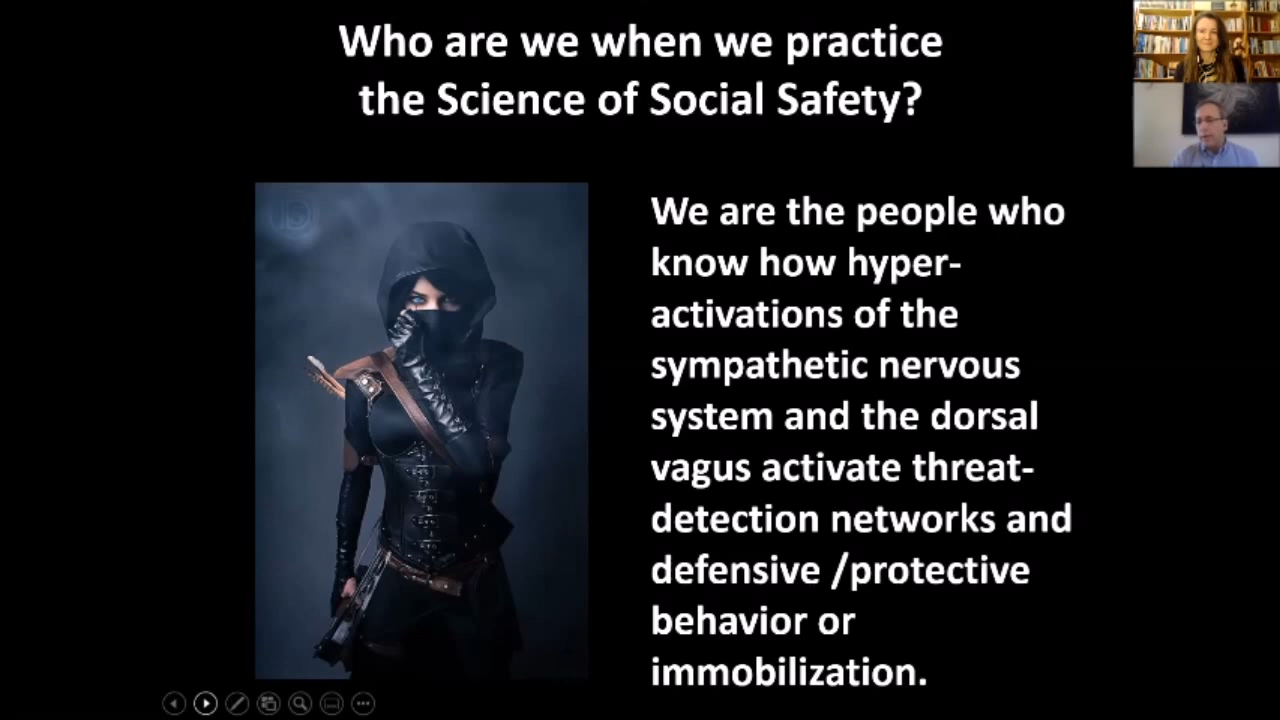 Who are we when we practice
the Science of Social Safety?
We are the people who
know how hyper-
activations of the
sympathetic nervous
system and the dorsal
vagus activate threat-
detection networks and
defensive /protective
behavior or
immobilization.